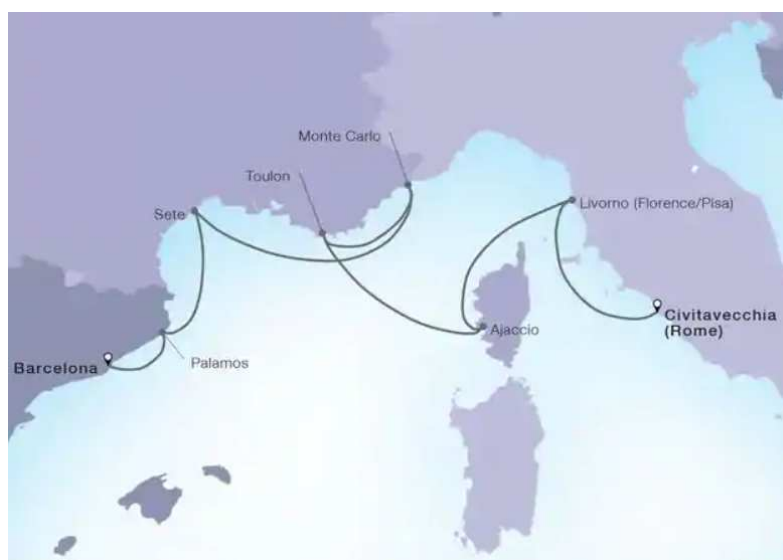 Monte Carlo
Toulon
Sete
Livorno (Florence/Pisa)
Civitavecchia
(Rome)
Ajaccio
Palamos
Barcelona